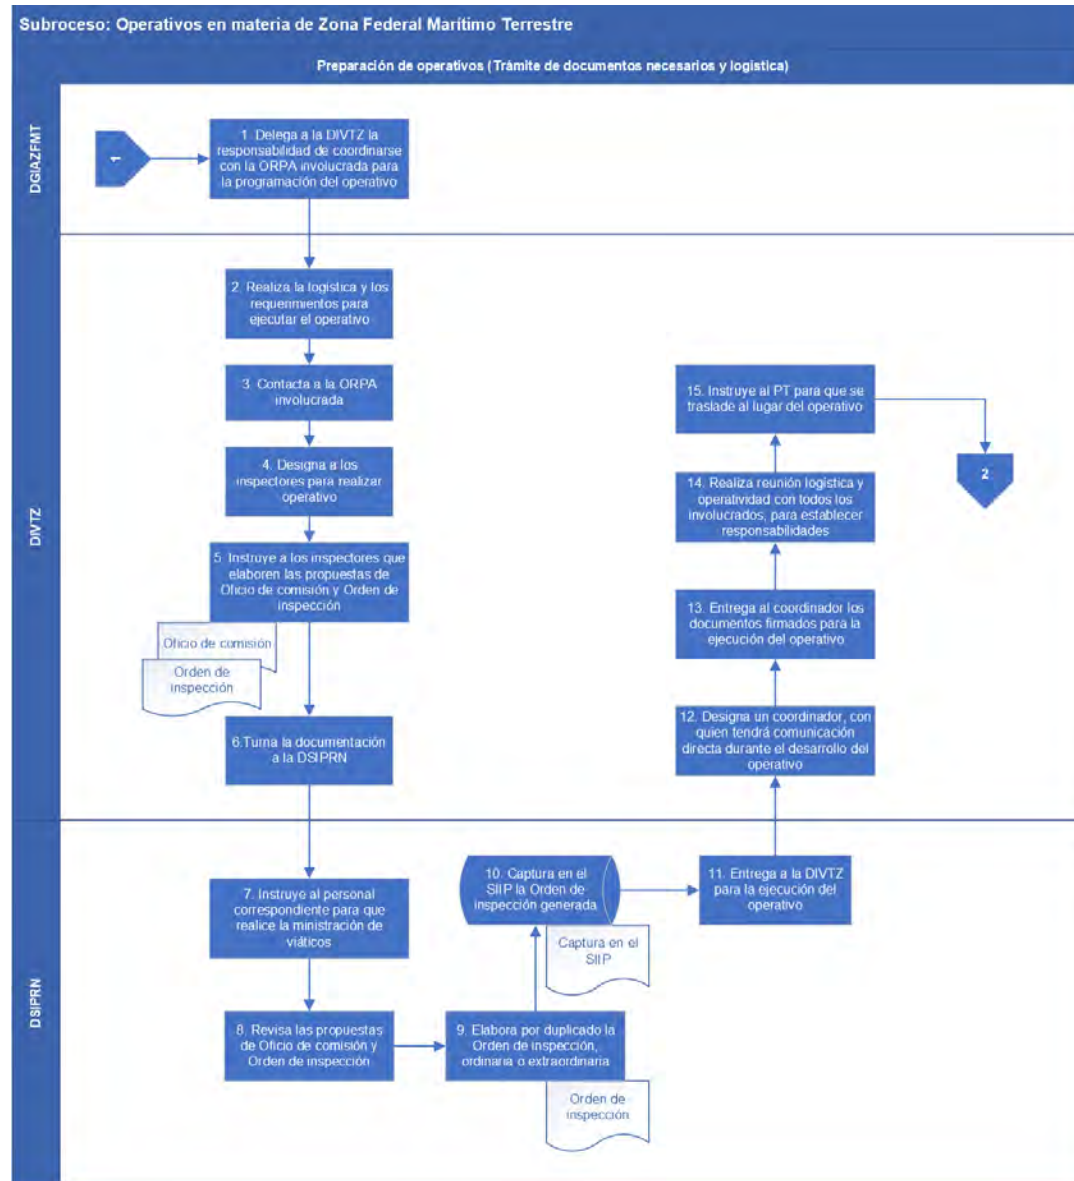 Subroceso: Operativos en materia de Zona Federal Marítimo Terrestre
Preparación de operativos (Trámite de documentos necesarios y logística)
DGIAZFMT
1
1. Delega a la DIVTZ la
responsabilidad de coordinarse
con la ORPA involucrada para
la programación del operativo
DIVTZ
2. Realiza la logística y los
requerimientos para
ejecutar el operativo
3. Contacta a la ORPA
involucrada
4. Designa a los
inspectores para realizar
operativo
5. Instruye a los inspectores que
elaboren las propuestas de
Oficio de comisión y Orden de
inspección
Oficio de comisión
Orden de
inspección
6.Turna la documentación
a la DSIPRN
15. Instruye al PT para que se
traslade al lugar del operativo
2
14. Realiza reunión logística y
operatividad con todos los
involucrados, para establecer
responsabilidades
13. Entrega al coordinador los
documentos firmados para la
ejecución del operativo
12. Designa un coordinador, con
quien tendrá comunicación
directa durante el desarrollo del
operativo
DSIPRN
7. Instruye al personal
correspondiente para que
realice la ministración de
viáticos
8. Revisa las propuestas
de Oficio de comisión y
Orden de inspección
9. Elabora por duplicado la
Orden de inspección,
ordinaria o extraordinaria
Orden de
inspección
10. Captura en el
SIIP la Orden de
inspección generada
Captura en el
SIIP
11. Entrega a la DIVTZ
para la ejecución del
operativo